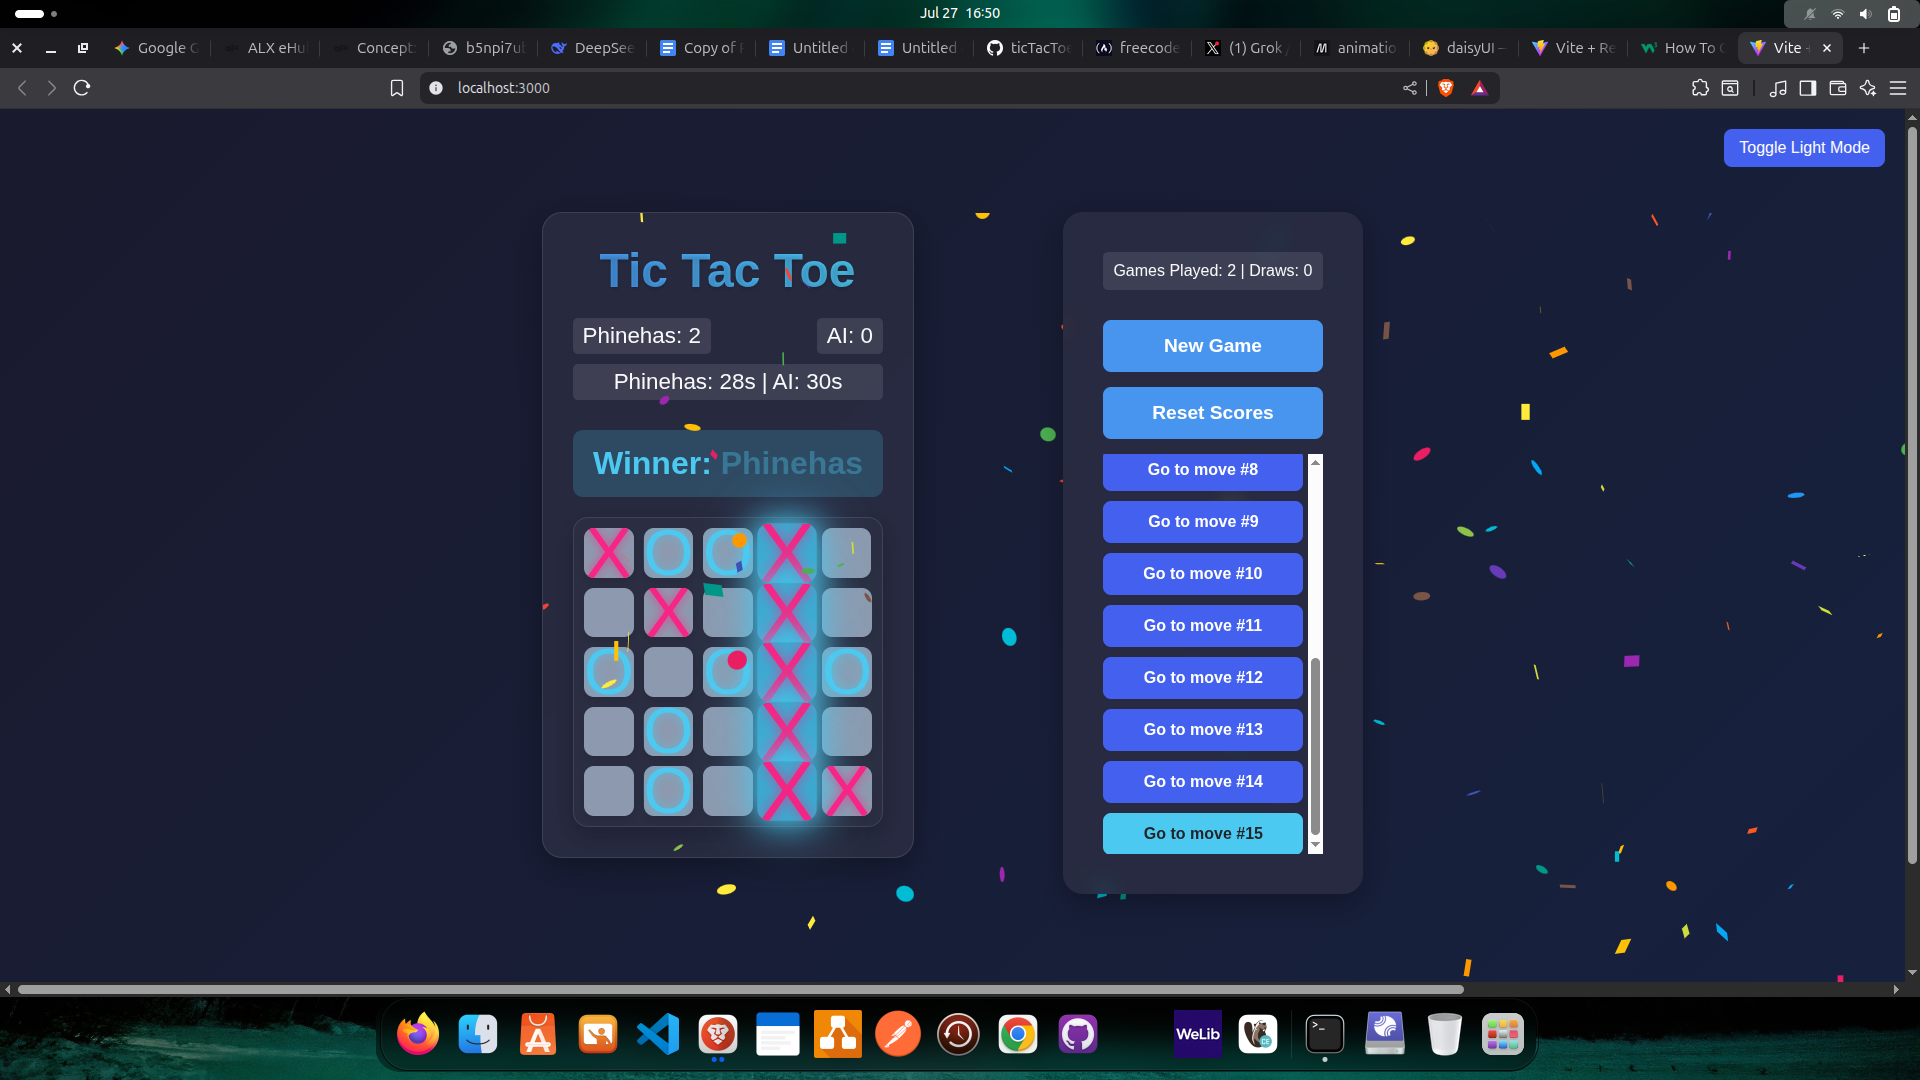 Jul 27 16:50
Google G
ALX eHu
Concept
b5npi7ub
DeepSee
Copy of
Untitled
Untitled
ticTacToe
freecode
(1) Grok
animatio
daisyUI
Vite + Re
How To
Vite
localhost:3000
Toggle Light Mode
Tic Tac Toe
Phinehas: 2
AI: 0
Phinehas: 28s | AI: 30s
Winner: Phinehas
X O O X
X X
O O X O
O X
O X X
Games Played: 2 | Draws: 0
New Game
Reset Scores
Go to move #8
Go to move #9
Go to move #10
Go to move #11
Go to move #12
Go to move #13
Go to move #14
Go to move #15
WeLib
CE